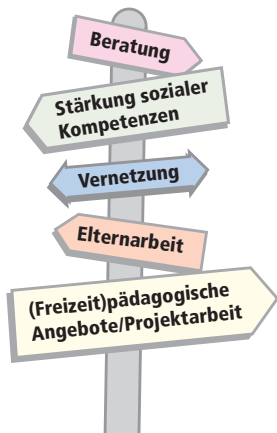 Beratung
Stärkung sozialer
Kompetenzen
Vernetzung
Elternarbeit
(Freizeit)pädagogische
Angebote/Projektarbeit